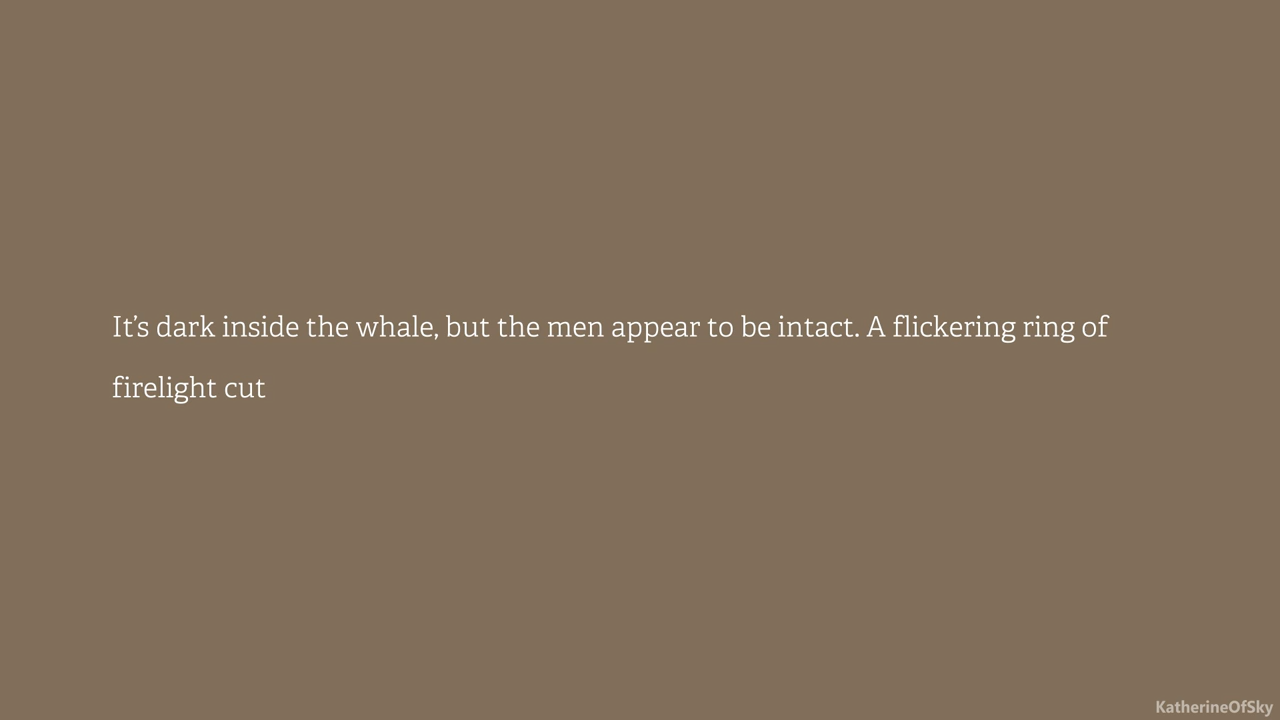 It’s dark inside the whale, but the men appear to be intact. A flickering ring of
firelight cut
KatherineOfSky